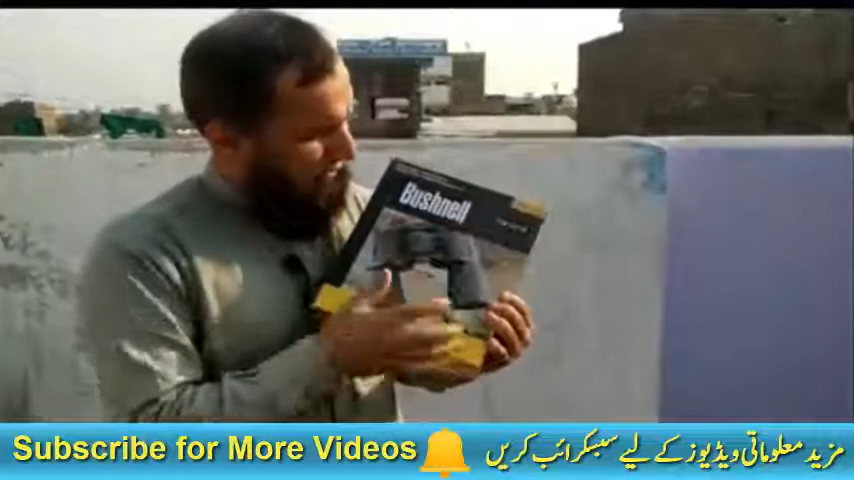 Bushnell
Subscribe for More Videos
مزید معلوماتی ویڈیوز کے لیے سبسکرائب کریں